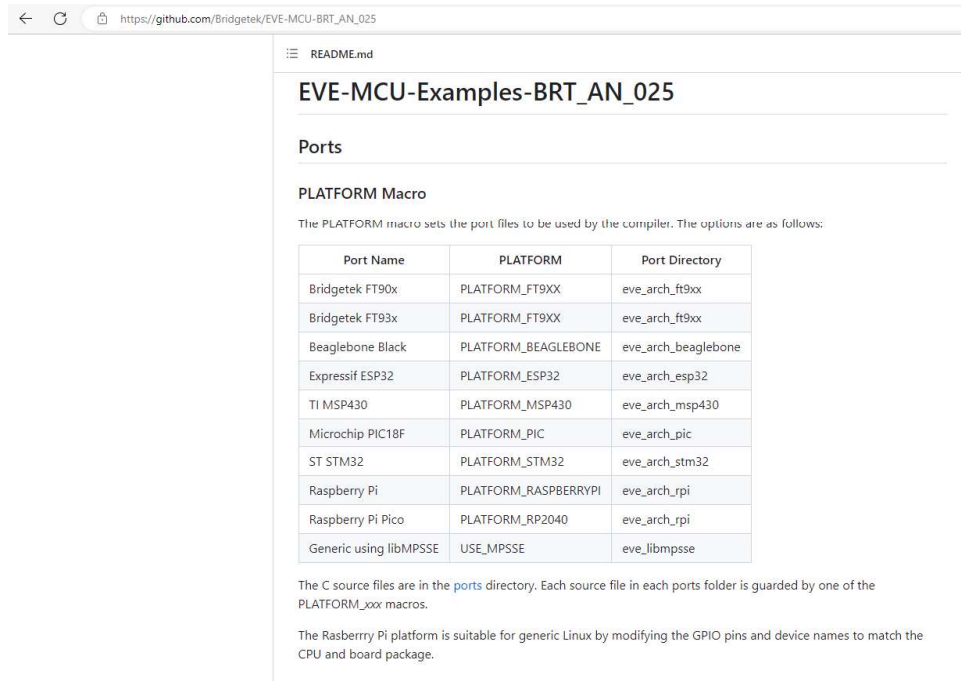 https://github.com/Bridgetek/EVE-MCU-BRT_AN_025
README.md
EVE-MCU-Examples-BRT_AN_025
Ports
PLATFORM Macro
The PLATFORM macro sets the port files to be used by the compiler. The options are as follows:
Port Name PLATFORM Port Directory
Bridgetek FT90x PLATFORM_FT9XX eve_arch_ft9xx
Bridgetek FT93x PLATFORM_FT9XX eve_arch_ft9xx
Beaglebone Black PLATFORM_BEAGLEBONE eve_arch_beaglebone
Expressif ESP32 PLATFORM_ESP32 eve_arch_esp32
TI MSP430 PLATFORM_MSP430 eve_arch_msp430
Microchip PIC18F PLATFORM_PIC eve_arch_pic
ST STM32 PLATFORM_STM32 eve_arch_stm32
Raspberry Pi PLATFORM_RASPBERRYPI eve_arch_rpi
Raspberry Pi Pico PLATFORM_RP2040 eve_arch_rpi
Generic using libMPSSE USE_MPSSE eve_libmpsse
The C source files are in the ports directory. Each source file in each ports folder is guarded by one of the
PLATFORM_xxx macros.
The Rasberrry Pi platform is suitable for generic Linux by modifying the GPIO pins and device names to match the
CPU and board package.